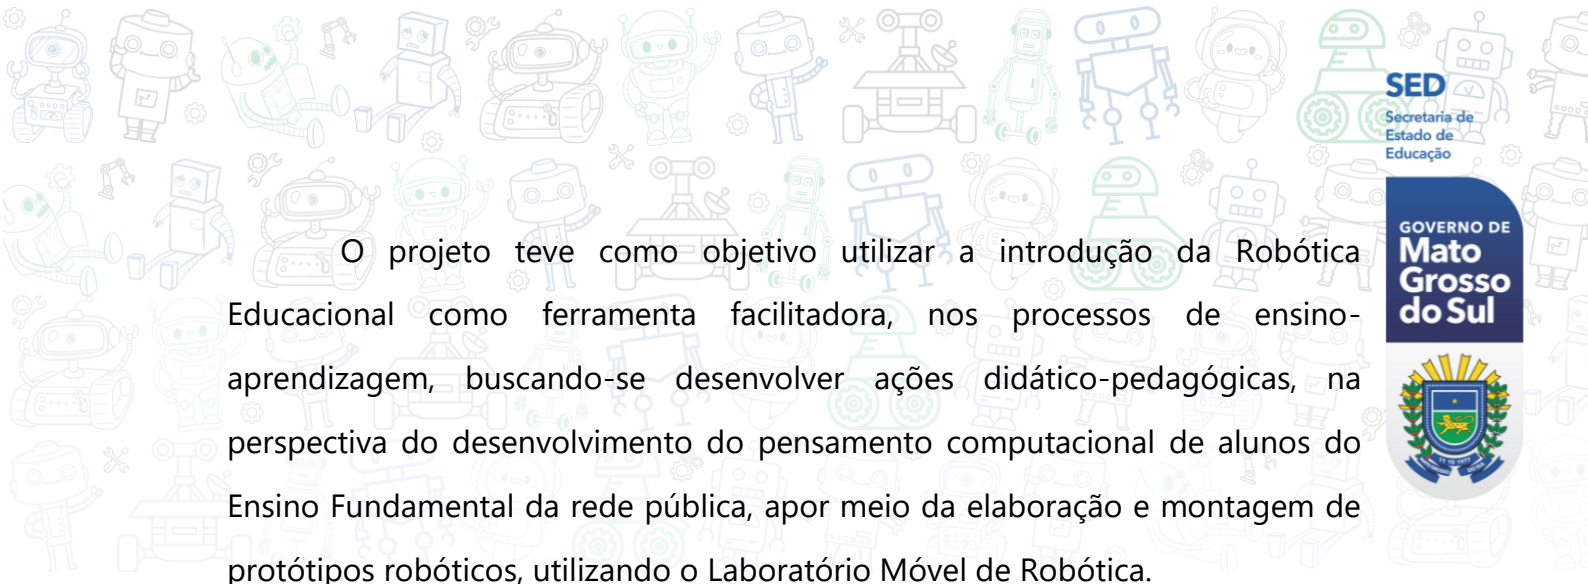 SED
Secretaria de
Estado de
Educação
GOVERNO DE
Mato
Grosso
do Sul
O projeto teve como objetivo utilizar a introdução da Robótica
Educacional como ferramenta facilitadora, nos processos de ensino-
aprendizagem, buscando-se desenvolver ações didático-pedagógicas, na
perspectiva do desenvolvimento do pensamento computacional de alunos do
Ensino Fundamental da rede pública, apor meio da elaboração e montagem de
protótipos robóticos, utilizando o Laboratório Móvel de Robótica.